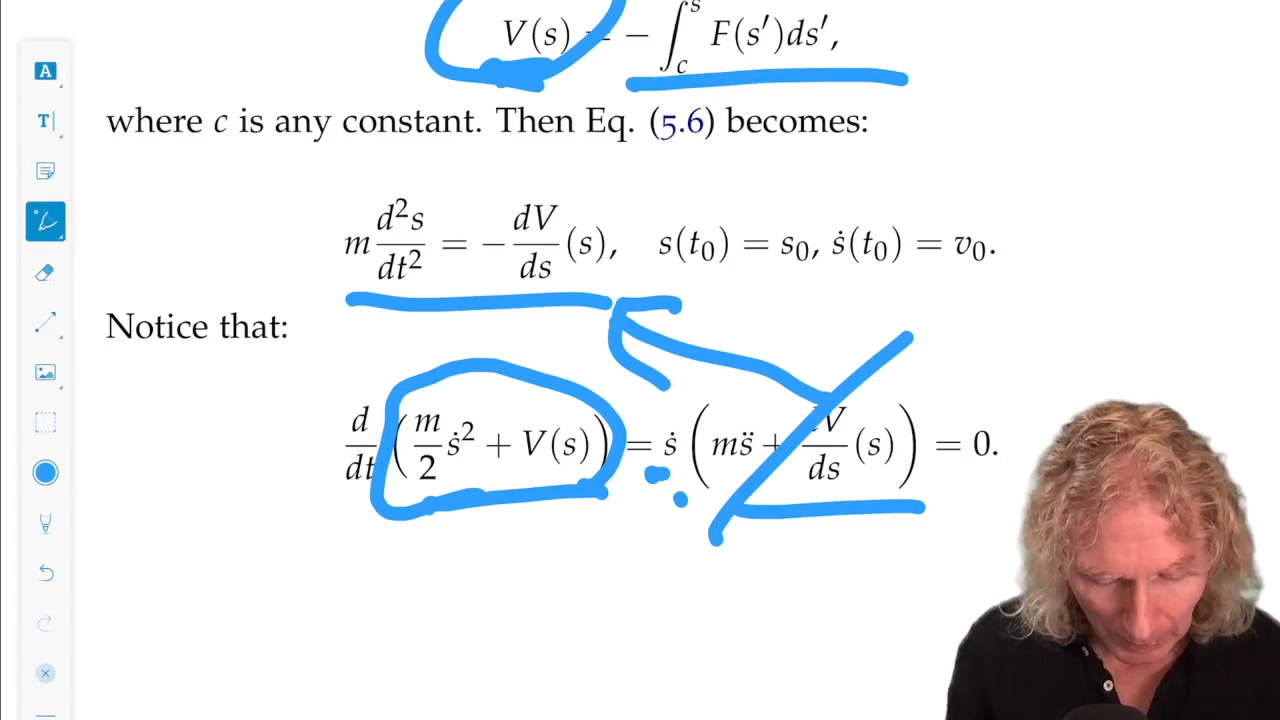 V(s) = − ∫_c^s F(s′)ds′,
where c is any constant. Then Eq. (5.6) becomes:
m d²s/dt² = − dV/ds (s), s(t₀) = s₀, ṡ(t₀) = v₀.
Notice that:
d/dt ( m/2 ṡ² + V(s) ) = ṡ ( ms̈ + dV/ds (s) ) = 0.
A
T